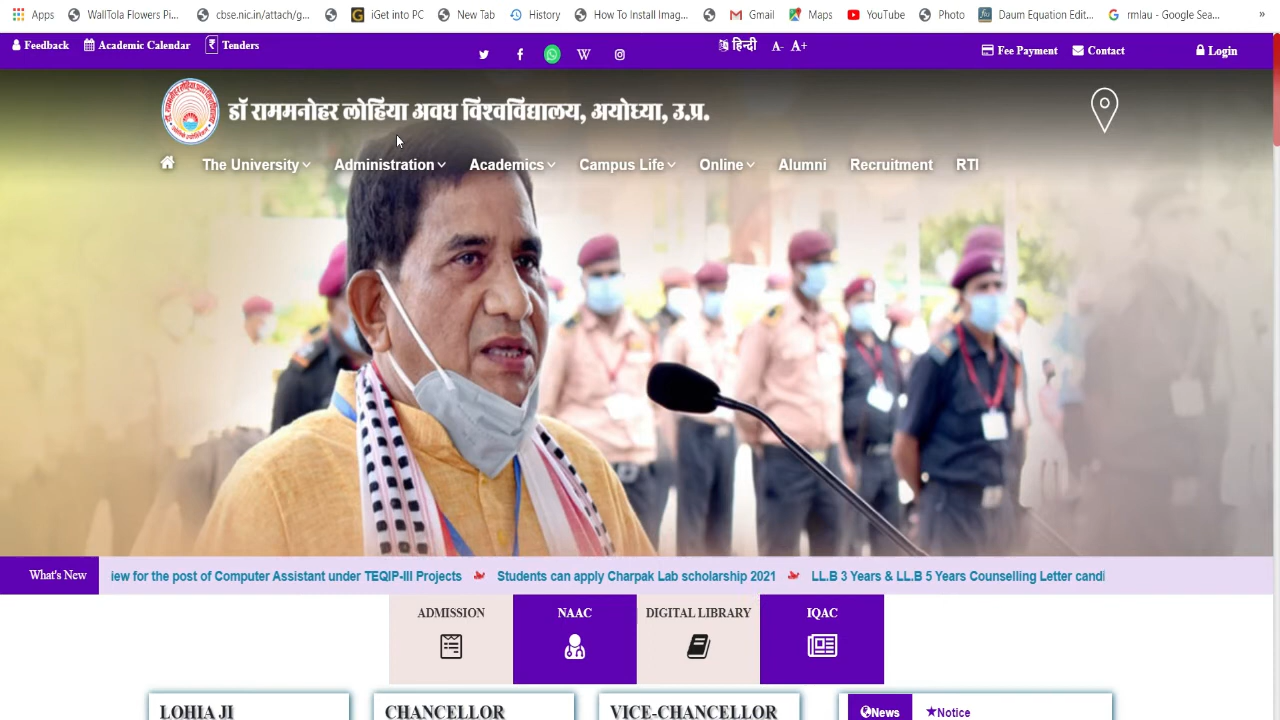 Apps WallTola Flowers Pi... cbse.nic.in/attach/g... iGet into PC New Tab History How to Install Imag... Gmail Maps YouTube Photo Daum Equation Edit... rmlau - Google Sea... »
Feedback Academic Calendar Tenders हिन्दी A- A+ Fee Payment Contact Login
डॉ राममनोहर लोहिया अवध विश्वविद्यालय, अयोध्या, उ.प्र.
The University Administration Academics Campus Life Online Alumni Recruitment RTI
What's New iew for the post of Computer Assistant under TEQIP-III Projects Students can apply Charpak Lab scholarship 2021 LL.B 3 Years & LL.B 5 Years Counselling Letter candi
ADMISSION NAAC DIGITAL LIBRARY IQAC
LOHIA JI CHANCELLOR VICE-CHANCELLOR News Notice